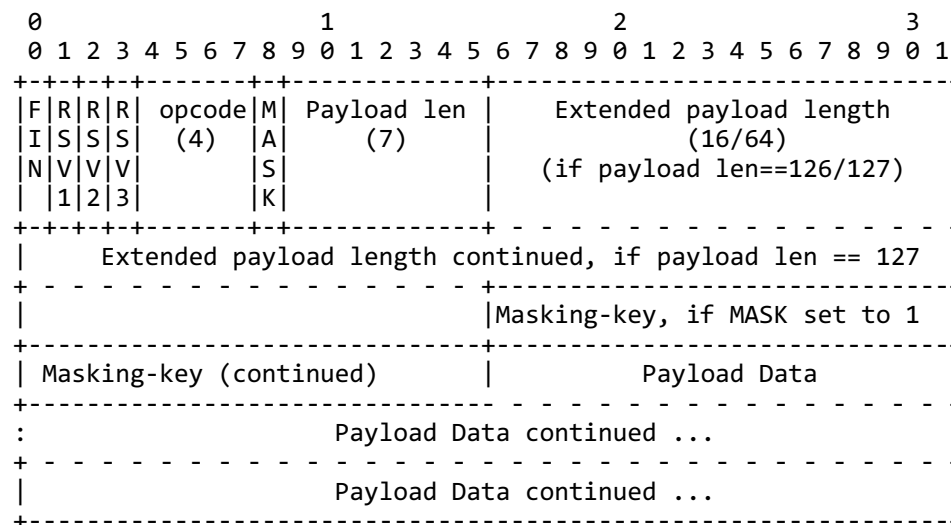 0 1 2 3
0 1 2 3 4 5 6 7 8 9 0 1 2 3 4 5 6 7 8 9 0 1 2 3 4 5 6 7 8 9 0 1
+-+-+-+-+-------+-+-------------+-------------------------------
|F|R|R|R| opcode|M| Payload len | Extended payload length
|I|S|S|S| (4) |A| (7) | (16/64)
|N|V|V|V| |S| | (if payload len==126/127)
| |1|2|3| |K| |
+-+-+-+-+-------+-+-------------+ - - - - - - - - - - - - - - - -
| Extended payload length continued, if payload len == 127
+ - - - - - - - - - - - - - - - +-------------------------------
| |Masking-key, if MASK set to 1
+-------------------------------+-------------------------------
| Masking-key (continued) | Payload Data
+-------------------------------- - - - - - - - - - - - - - - - -
: Payload Data continued ...
+ - - - - - - - - - - - - - - - - - - - - - - - - - - - - - - - -
| Payload Data continued ...
+---------------------------------------------------------------